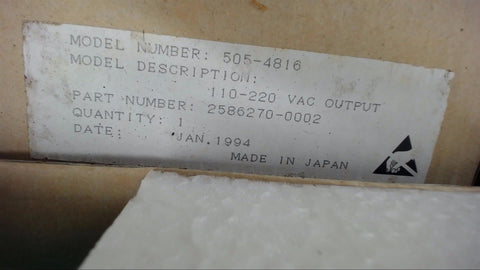 MODEL NUMBER: 505-4816
MODEL DESCRIPTION:
110-220 VAC OUTPUT
PART NUMBER: 2586270-0002
QUANTITY: 1
DATE: JAN.1994
MADE IN JAPAN